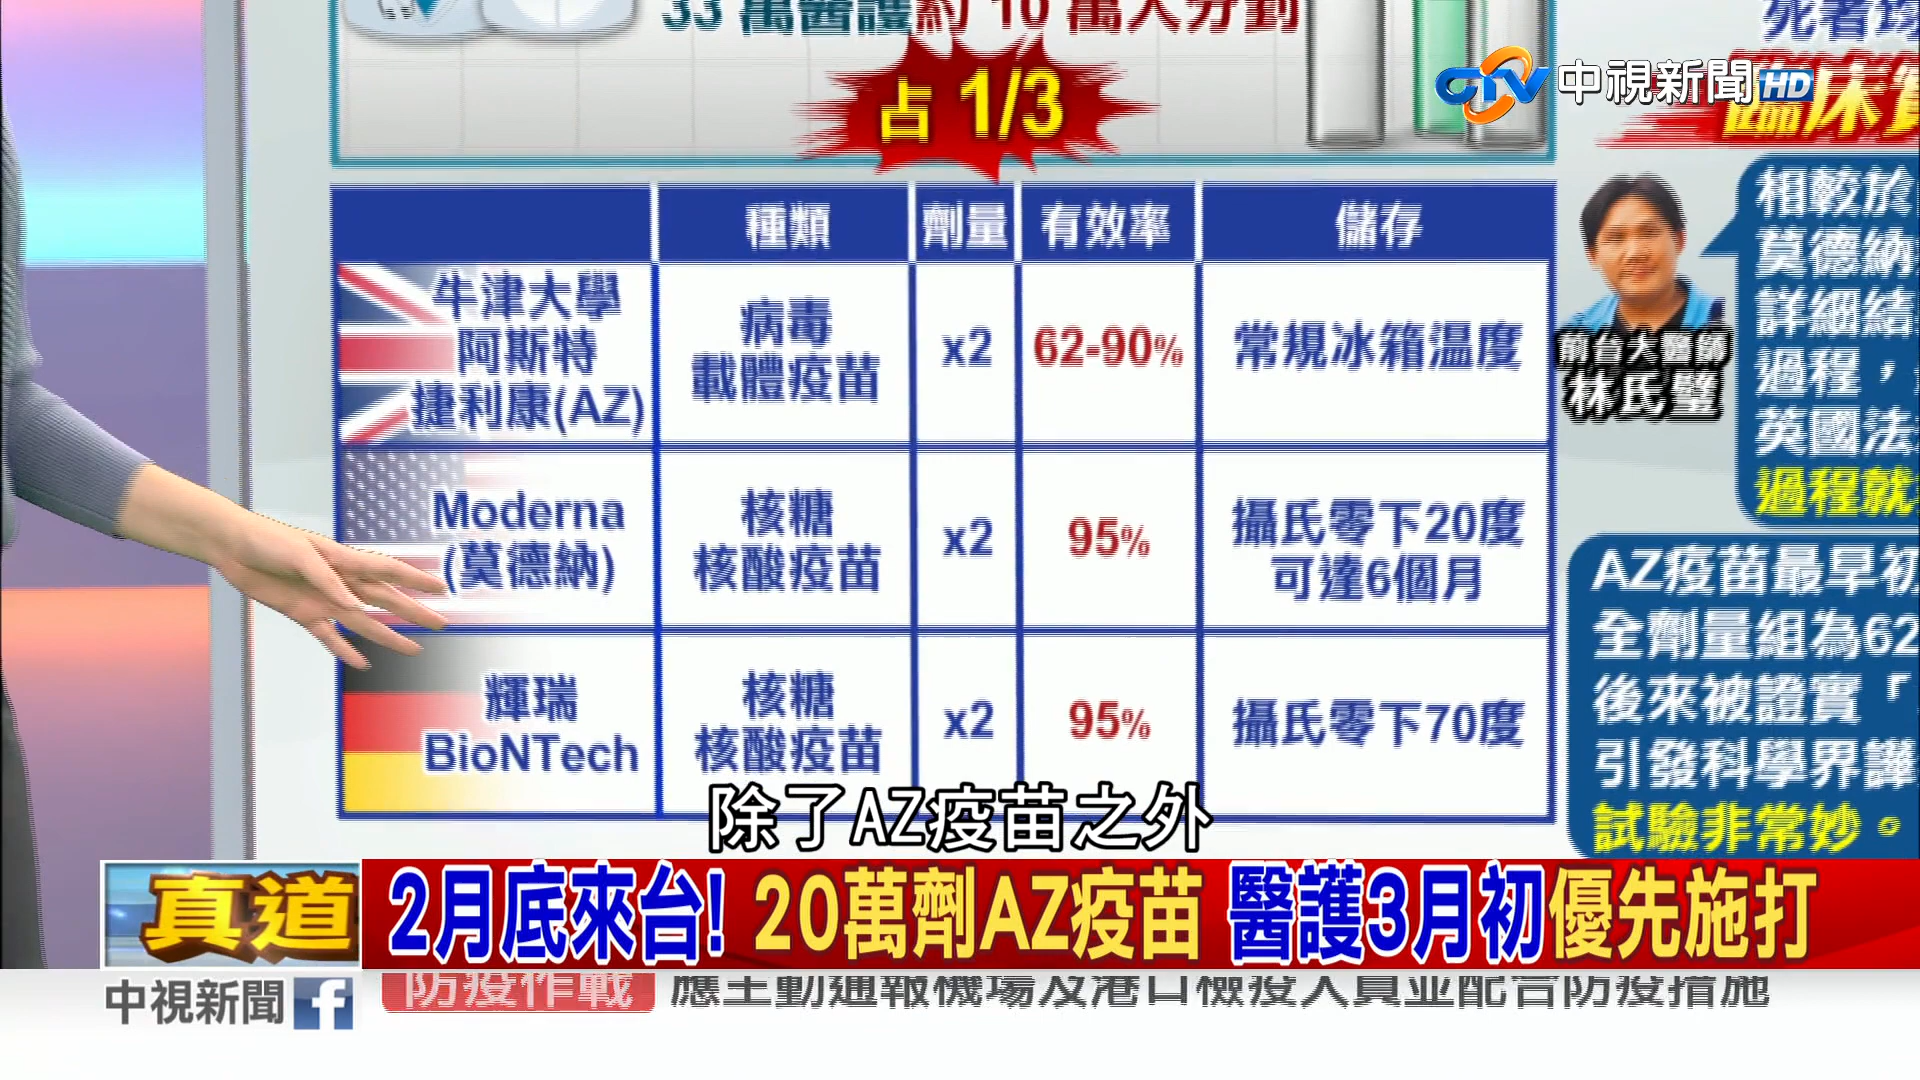 33 萬醫護約 10 萬人分到
占 1/3
中視新聞HD
種類 劑量 有效率 儲存
牛津大學
阿斯特
捷利康(AZ)
病毒
載體疫苗
x2
62-90%
常規冰箱溫度
Moderna
(莫德納)
核糖
核酸疫苗
x2
95%
攝氏零下20度
可達6個月
輝瑞
BioNTech
核糖
核酸疫苗
x2
95%
攝氏零下70度
臨床
相較於
莫德納
詳細結
過程，
英國法
過程就
前台大醫師
林氏璧
AZ疫苗最早初
全劑量組為62
後來被證實「
引發科學界譁
試驗非常妙。
除了AZ疫苗之外
真道
2月底來台! 20萬劑AZ疫苗 醫護3月初優先施打
中視新聞
防疫作戰 應主動通報機場及港口檢疫人員並配合防疫措施